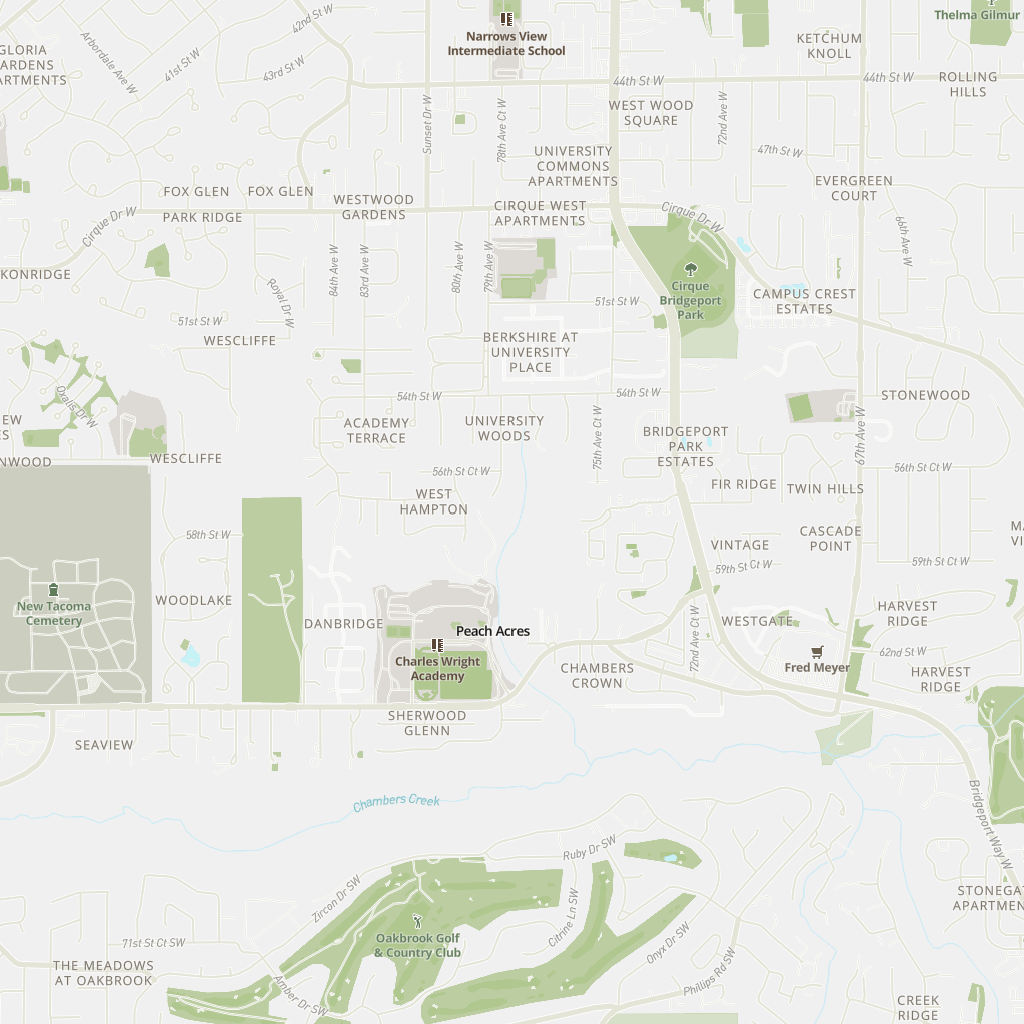 42nd St W
Thelma Gilmur
Narrows View
Intermediate School
Arbordale Ave W
41st St W
43rd St W
GLORIA
GARDENS
APARTMENTS
KETCHUM
KNOLL
44th St W
44th St W
ROLLING
HILLS
Sunset Dr W
78th Ave Ct W
WEST WOOD
SQUARE
72nd Ave W
47th St W
UNIVERSITY
COMMONS
APARTMENTS
EVERGREEN
COURT
FOX GLEN
FOX GLEN
WESTWOOD
GARDENS
PARK RIDGE
CIRQUE WEST
APARTMENTS
Cirque Dr W
Cirque Dr W
66th Ave W
KONRIDGE
84th Ave W
83rd Ave W
80th Ave W
79th Ave W
Royal Dr W
Cirque
Bridgeport
Park
CAMPUS CREST
ESTATES
51st St W
51st St W
WESCLIFFE
BERKSHIRE AT
UNIVERSITY
PLACE
Oxalis Dr W
54th St W
54th St W
STONEWOOD
EW
ES
ACADEMY
TERRACE
UNIVERSITY
WOODS
75th Ave Ct W
BRIDGEPORT
PARK
ESTATES
67th Ave W
NWOOD
WESCLIFFE
56th St Ct W
56th St Ct W
FIR RIDGE
TWIN HILLS
WEST
HAMPTON
58th St W
CASCADE
POINT
MA
VI
VINTAGE
59th St Ct W
59th St Ct W
New Tacoma
Cemetery
WOODLAKE
DANBRIDGE
Peach Acres
72nd Ave Ct W
WESTGATE
HARVEST
RIDGE
62nd St W
Charles Wright
Academy
CHAMBERS
CROWN
Fred Meyer
HARVEST
RIDGE
SHERWOOD
GLENN
SEAVIEW
Chambers Creek
Bridgeport Way W
Ruby Dr SW
Zircon Dr SW
Citrine Ln SW
STONEGA
APARTMEN
Oakbrook Golf
& Country Club
Onyx Dr SW
71st St Ct SW
Phillips Rd SW
THE MEADOWS
AT OAKBROOK
Amber Dr SW
CREEK
RIDGE